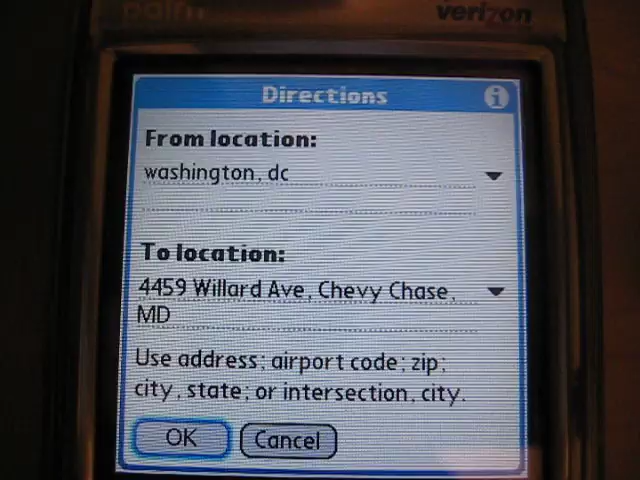 palm
verizon
Directions
From location:
washington, dc
To location:
4459 Willard Ave, Chevy Chase,
MD
Use address; airport code; zip;
city, state; or intersection, city.
OK
Cancel